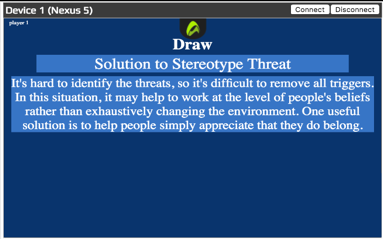 Device 1 (Nexus 5)
Connect
Disconnect
player 1
Draw
Solution to Stereotype Threat
It's hard to identify the threats, so it's difficult to remove all triggers.
In this situation, it may help to work at the level of people's beliefs
rather than exhaustively changing the environment. One useful
solution is to help people simply appreciate that they do belong.